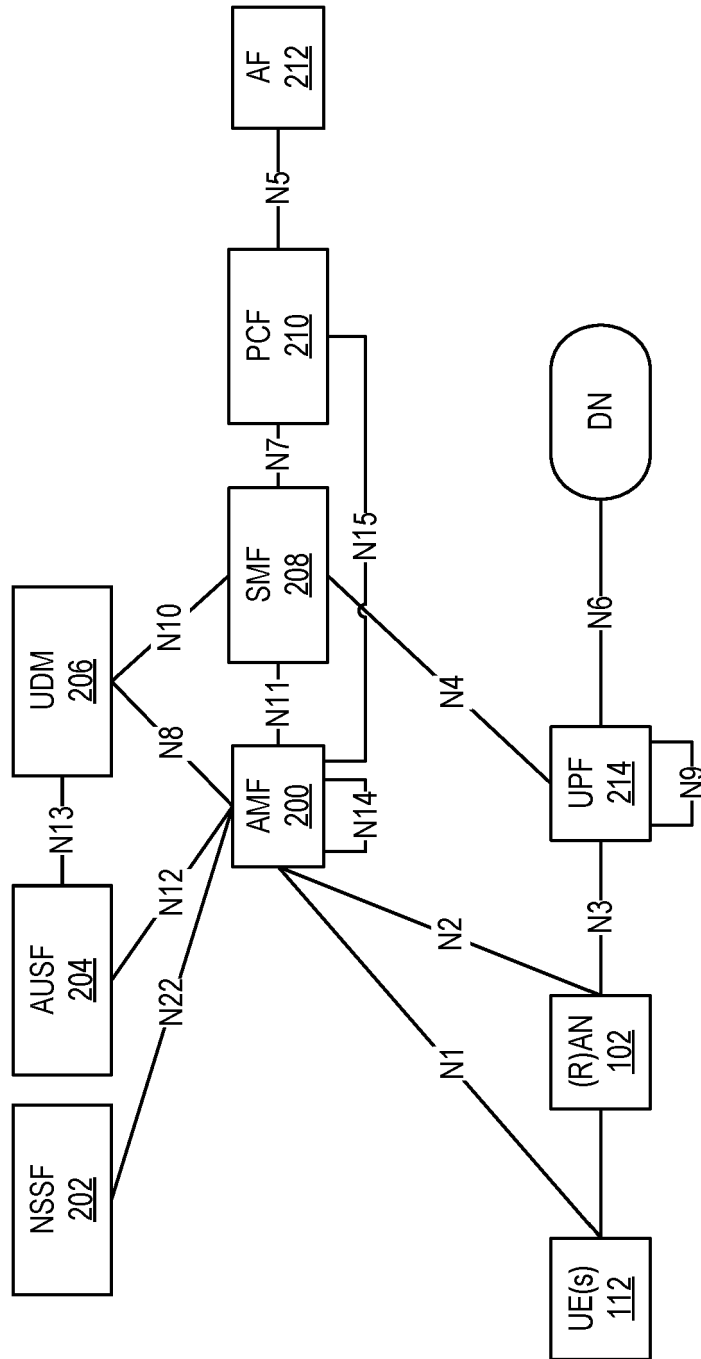 NSSF
202
AUSF
204
UDM
206
N13
N22
N12
N8
N10
AMF
200
N11
SMF
208
N7
PCF
210
N5
AF
212
N14
N15
N1
N2
N4
UE(s)
112
(R)AN
102
N3
UPF
214
N6
DN
N9